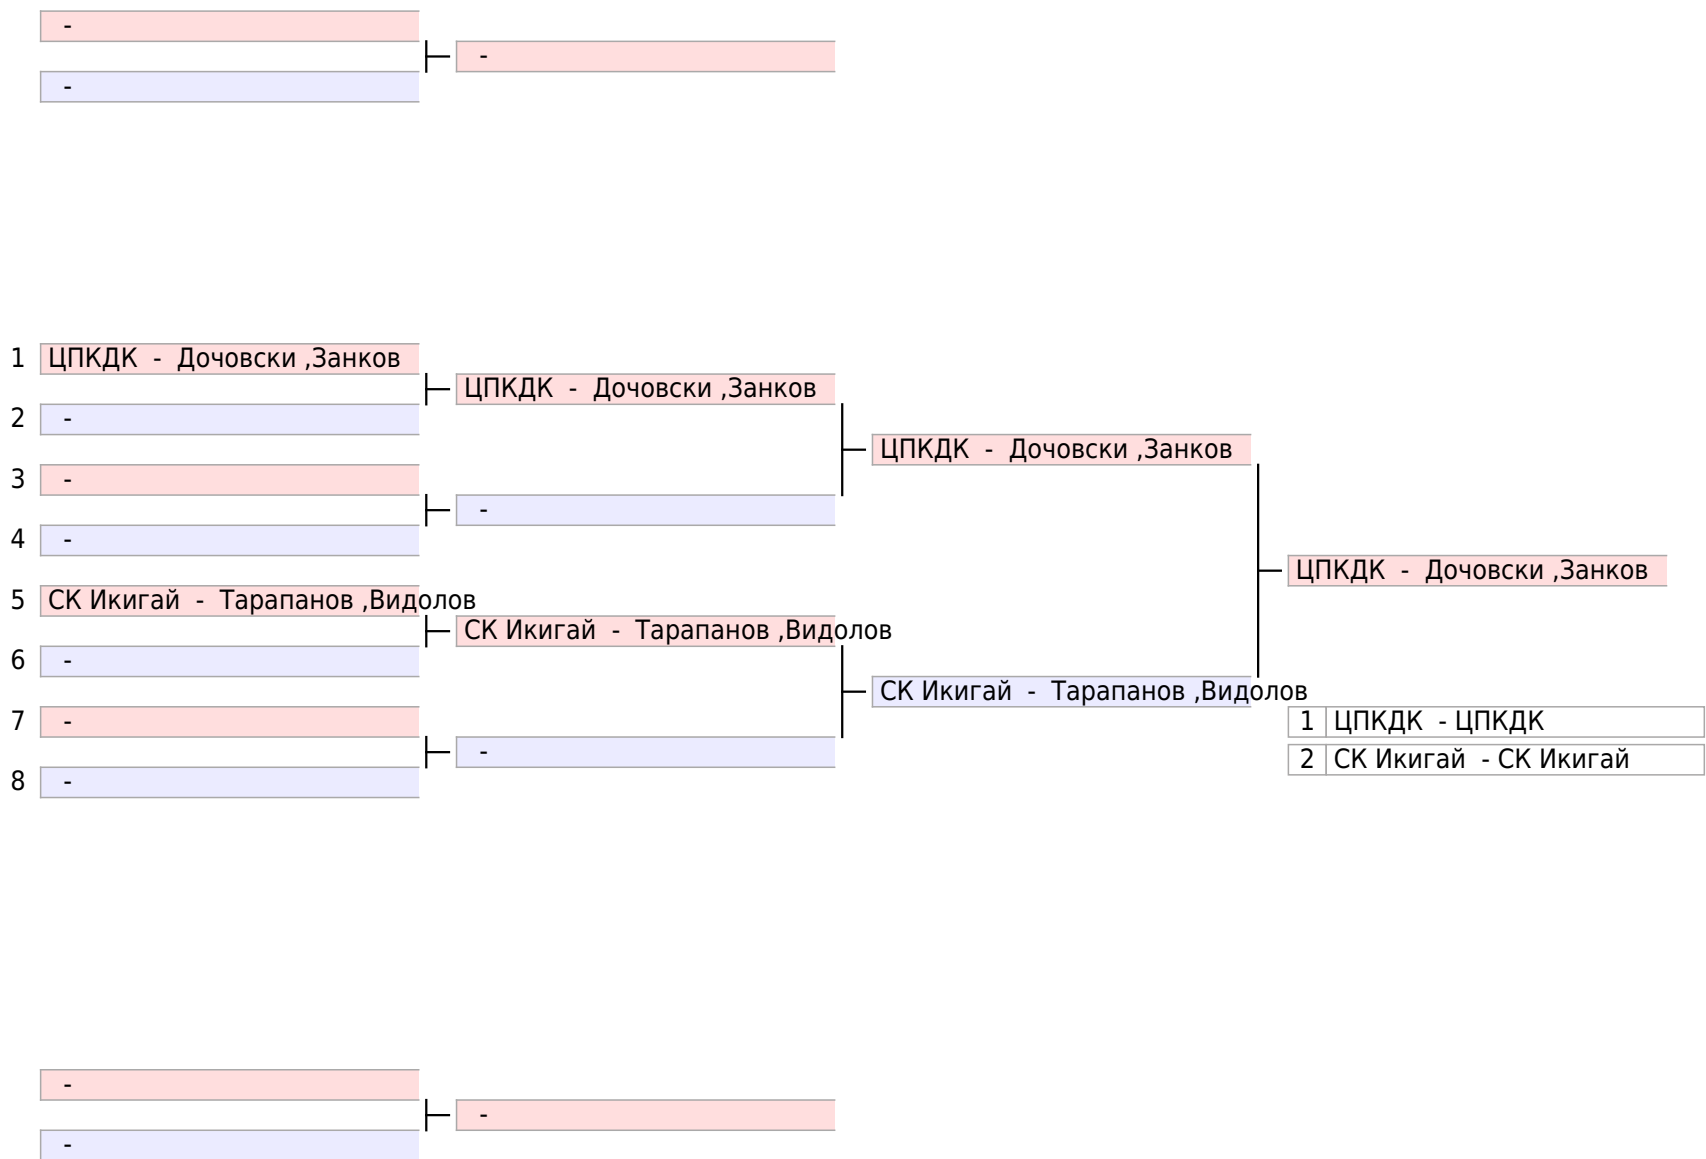 -
-
-
1 ЦПКДК - Дочовски ,Занков
ЦПКДК - Дочовски ,Занков
2 -
ЦПКДК - Дочовски ,Занков
3 -
-
4 -
ЦПКДК - Дочовски ,Занков
5 СК Икигай - Тарапанов ,Видолов
СК Икигай - Тарапанов ,Видолов
6 -
СК Икигай - Тарапанов ,Видолов
7 -
1 ЦПКДК - ЦПКДК
-
2 СК Икигай - СК Икигай
8 -
-
-
-